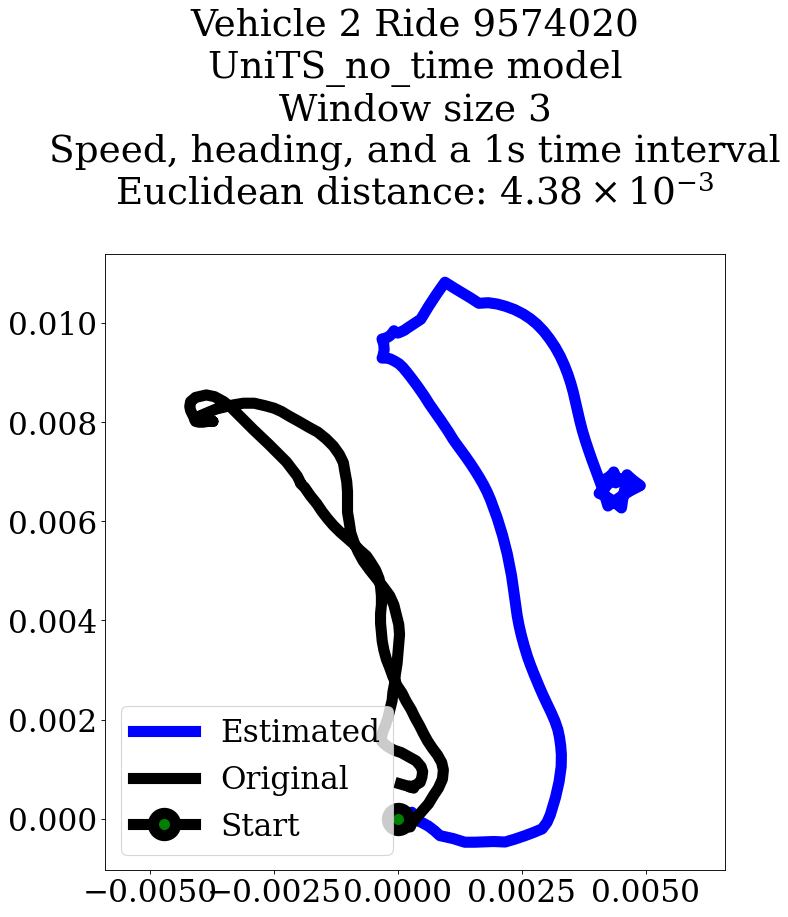 Vehicle 2 Ride 9574020
UniTS_no_time model
Window size 3
Speed, heading, and a 1s time interval
Euclidean distance: 4.38 × 10⁻³
0.010
0.008
0.006
0.004
0.002
0.000
Estimated
Original
Start
−0.0050 −0.0025 0.0000 0.0025 0.0050